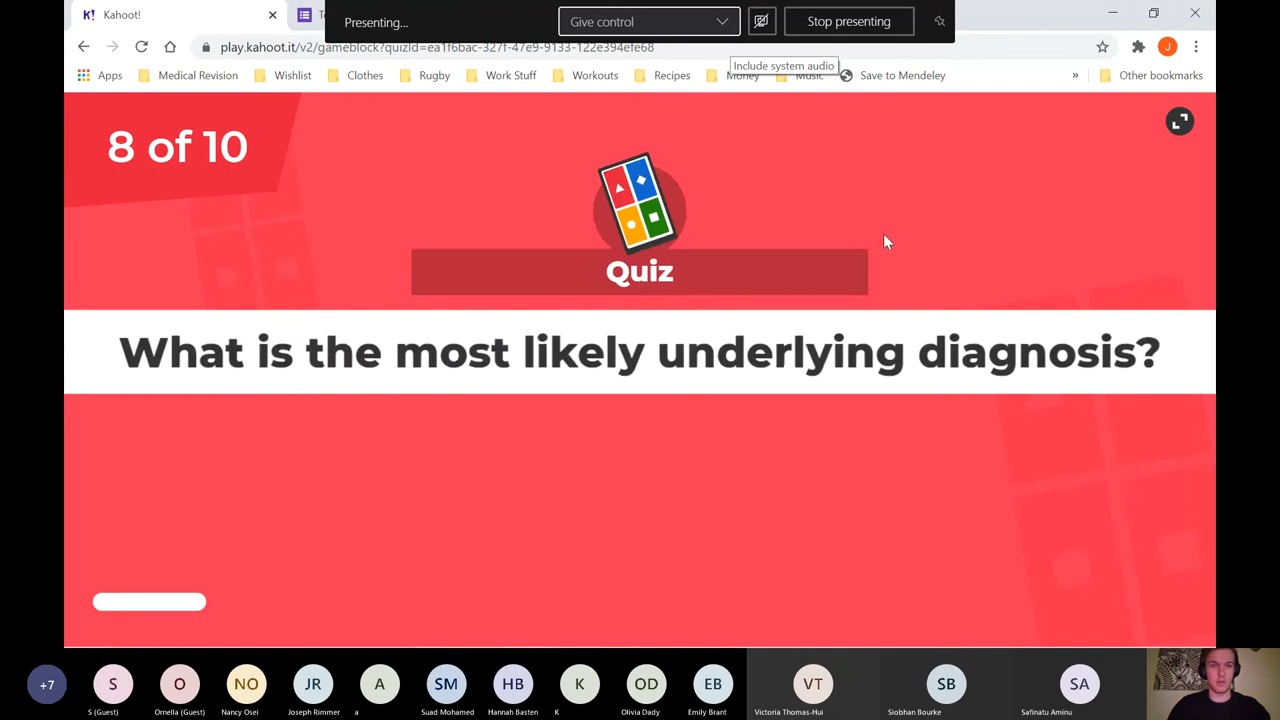 K! Kahoot!
Presenting...
Give control
Stop presenting
play.kahoot.it/v2/gameblock?quizId=ea1f6bac-327f-47e9-9133-122e394efe68
J
Include system audio
Apps
Medical Revision
Wishlist
Clothes
Rugby
Work Stuff
Workouts
Recipes
Money
Music
Save to Mendeley
»
Other bookmarks
8 of 10
Quiz
What is the most likely underlying diagnosis?
+7
S
O
NO
JR
A
SM
HB
K
OD
EB
VT
SB
SA
S (Guest)
Ornella (Guest)
Nancy Osei
Joseph Rimmer
a
Suad Mohamed
Hannah Basten
K
Olivia Dady
Emily Brant
Victoria Thomas-Hui
Siobhan Bourke
Safinatu Aminu